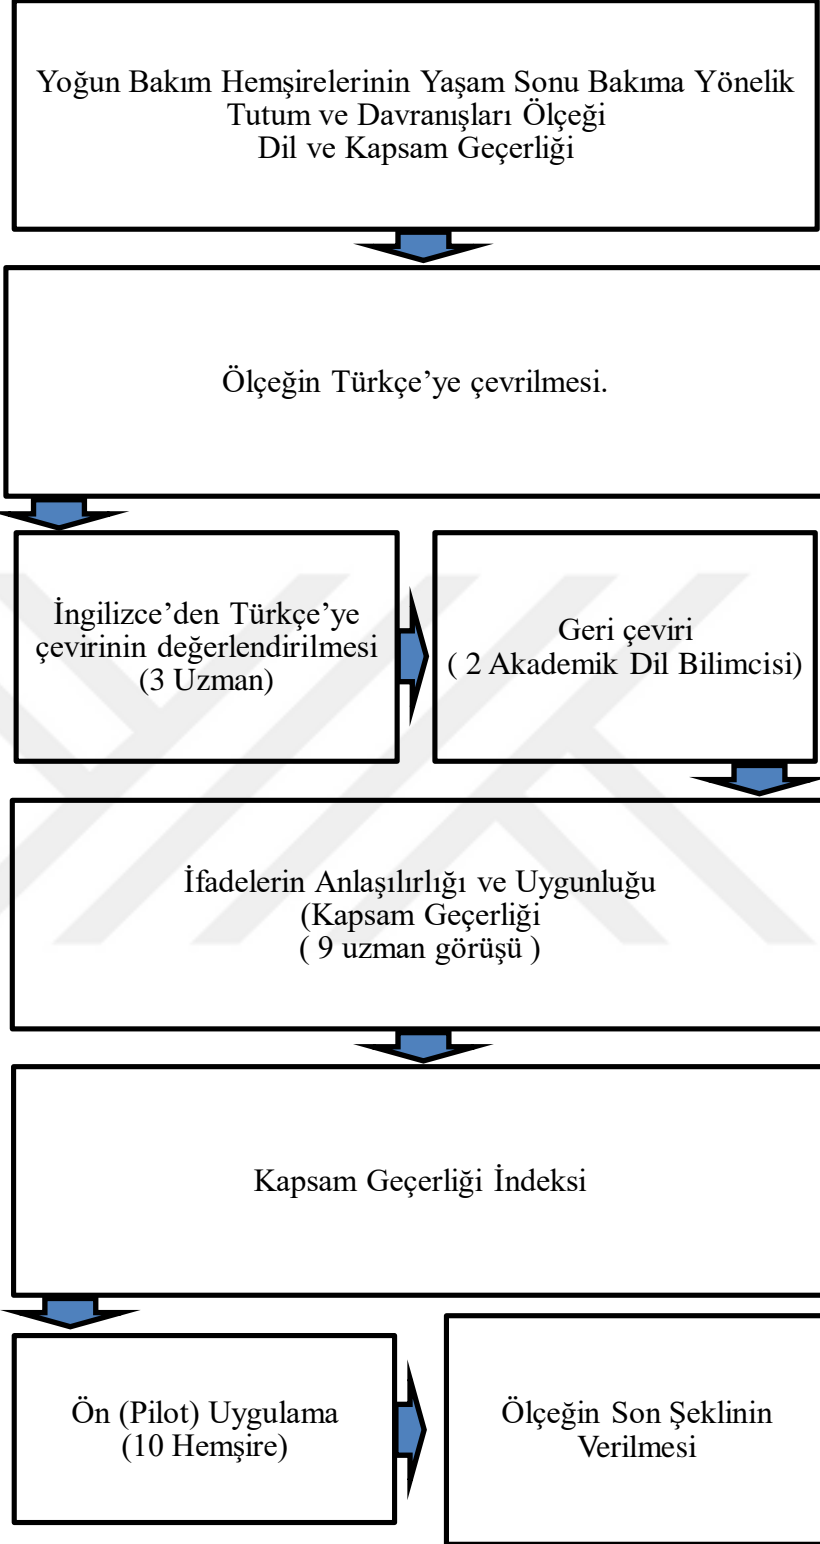 Yoğun Bakım Hemşirelerinin Yaşam Sonu Bakıma Yönelik
Tutum ve Davranışları Ölçeği
Dil ve Kapsam Geçerliği
Ölçeğin Türkçe’ye çevrilmesi.
İngilizce’den Türkçe’ye
çevirinin değerlendirilmesi
(3 Uzman)
Geri çeviri
( 2 Akademik Dil Bilimcisi)
İfadelerin Anlaşılırlığı ve Uygunluğu
(Kapsam Geçerliği
( 9 uzman görüşü )
Kapsam Geçerliği İndeksi
Ön (Pilot) Uygulama
(10 Hemşire)
Ölçeğin Son Şeklinin
Verilmesi